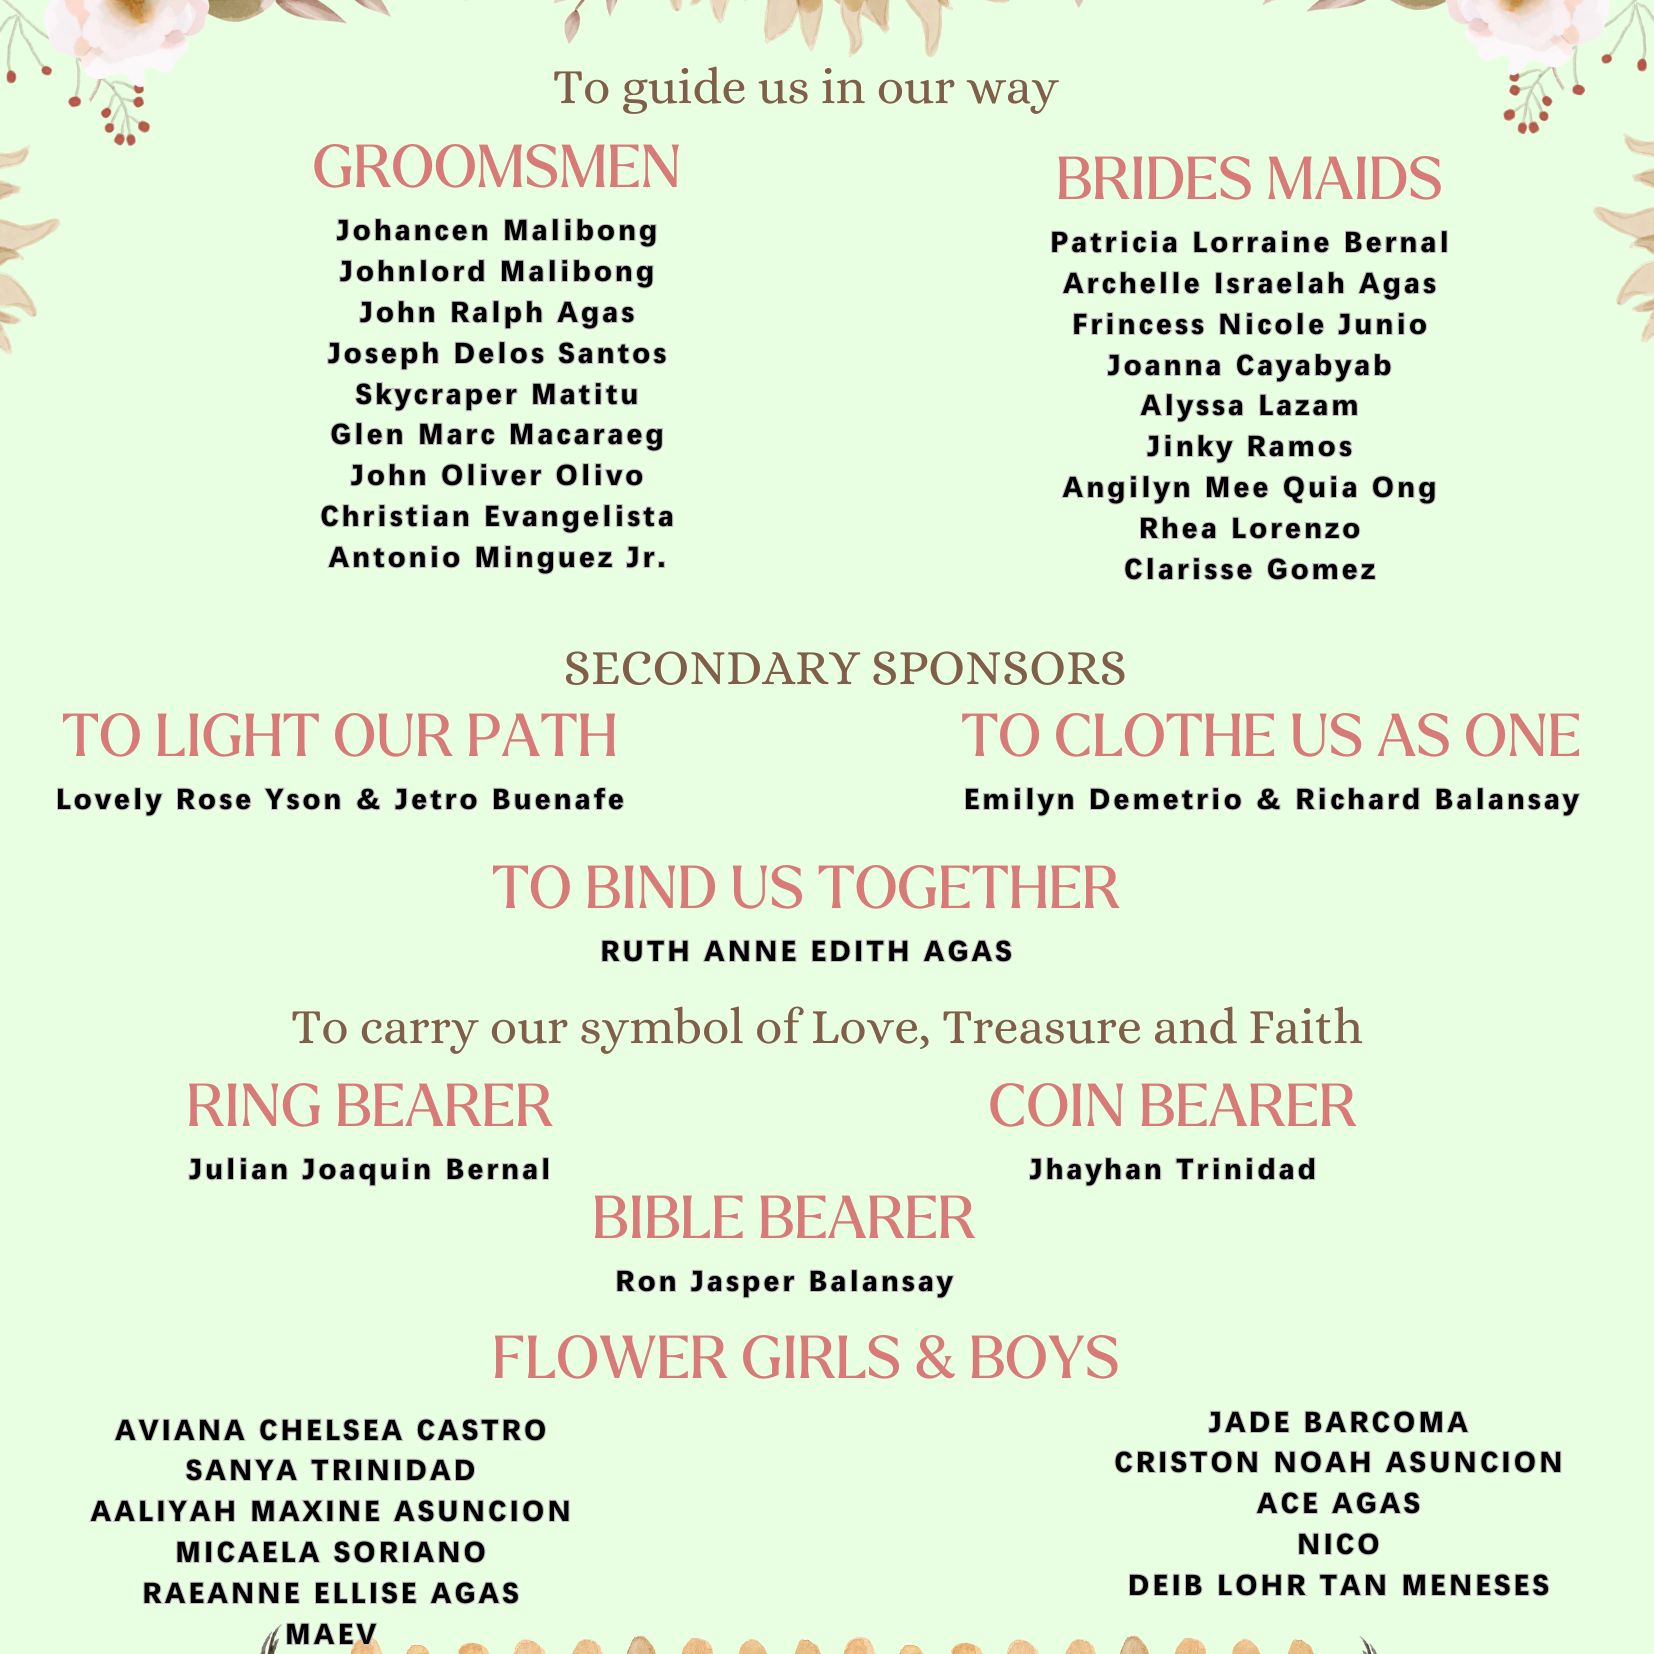 To guide us in our way
GROOMSMEN
Johancen Malibong
Johnlord Malibong
John Ralph Agas
Joseph Delos Santos
Skycraper Matitu
Glen Marc Macaraeg
John Oliver Olivo
Christian Evangelista
Antonio Minguez Jr.
BRIDES MAIDS
Patricia Lorraine Bernal
Archelle Israelah Agas
Frincess Nicole Junio
Joanna Cayabyab
Alyssa Lazam
Jinky Ramos
Angilyn Mee Quia Ong
Rhea Lorenzo
Clarisse Gomez
SECONDARY SPONSORS
TO LIGHT OUR PATH
Lovely Rose Yson & Jetro Buenafe
TO CLOTHE US AS ONE
Emilyn Demetrio & Richard Balansay
TO BIND US TOGETHER
RUTH ANNE EDITH AGAS
To carry our symbol of Love, Treasure and Faith
RING BEARER
Julian Joaquin Bernal
COIN BEARER
Jhayhan Trinidad
BIBLE BEARER
Ron Jasper Balansay
FLOWER GIRLS & BOYS
AVIANA CHELSEA CASTRO
SANYA TRINIDAD
AALIYAH MAXINE ASUNCION
MICAELA SORIANO
RAEANNE ELLISE AGAS
MAEV
JADE BARCOMA
CRISTON NOAH ASUNCION
ACE AGAS
NICO
DEIB LOHR TAN MENESES